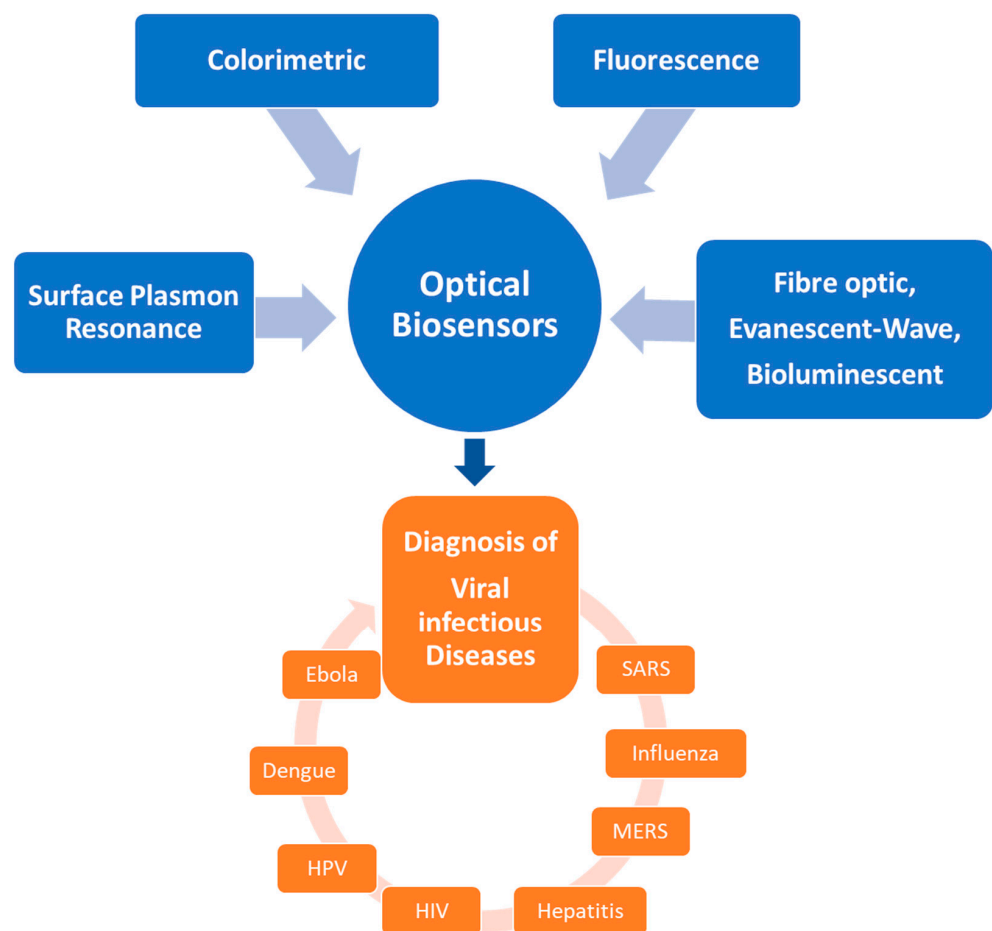 Colorimetric
Fluorescence
Surface Plasmon
Resonance
Optical
Biosensors
Fibre optic,
Evanescent-Wave,
Bioluminescent
Diagnosis of
Viral
infectious
Diseases
SARS
Influenza
MERS
Hepatitis
HIV
HPV
Dengue
Ebola